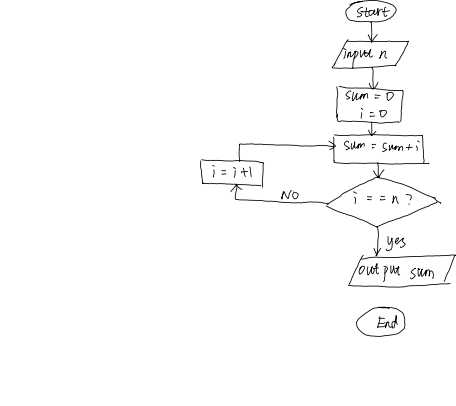 start
input n
sum = 0
i = 0
sum = sum + i
i = i + 1
NO
i == n ?
yes
output sum
End